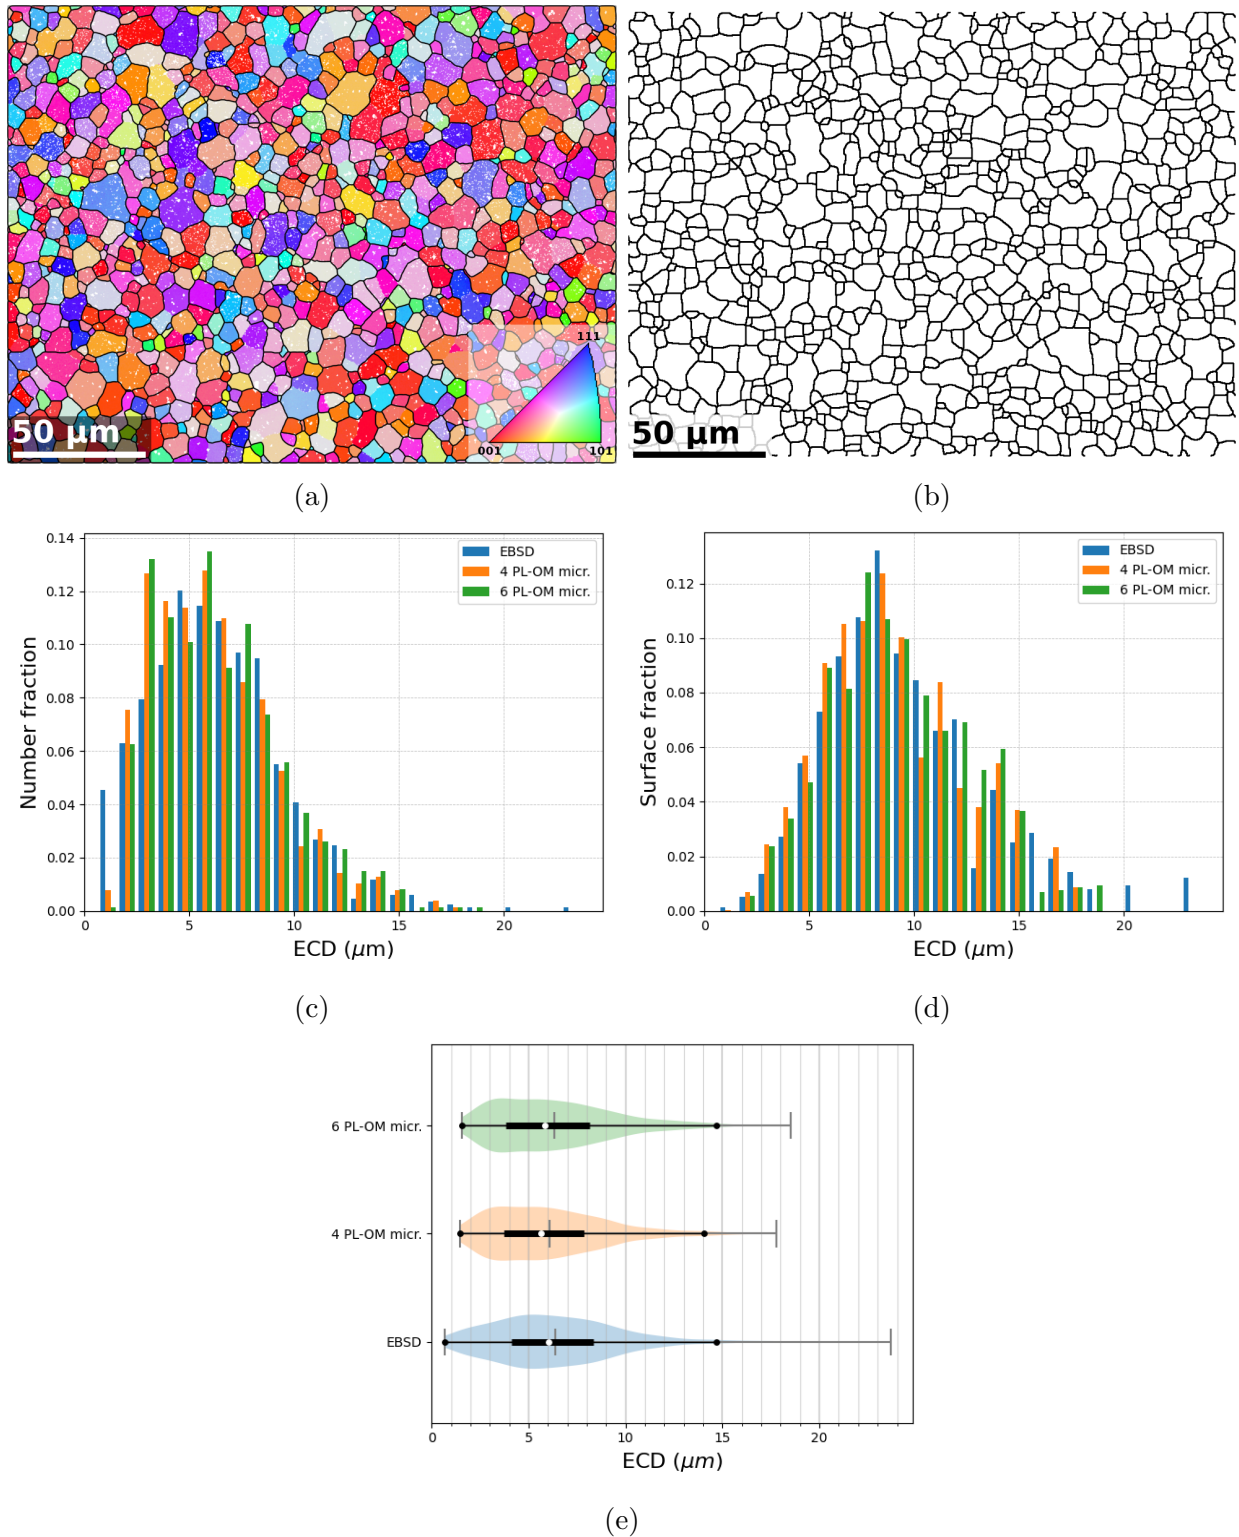 111
001 101
50 μm
50 μm
(a)
(b)
0.14
0.12
0.10
0.08
0.06
0.04
0.02
0.00
Number fraction
EBSD
4 PL-OM micr.
6 PL-OM micr.
0 5 10 15 20
ECD (μm)
(c)
0.12
0.10
0.08
0.06
0.04
0.02
0.00
Surface fraction
EBSD
4 PL-OM micr.
6 PL-OM micr.
0 5 10 15 20
ECD (μm)
(d)
6 PL-OM micr.
4 PL-OM micr.
EBSD
0 5 10 15 20
ECD (μm)
(e)